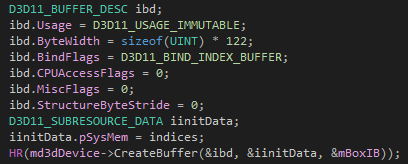 D3D11_BUFFER_DESC ibd;
ibd.Usage = D3D11_USAGE_IMMUTABLE;
ibd.ByteWidth = sizeof(UINT) * 122;
ibd.BindFlags = D3D11_BIND_INDEX_BUFFER;
ibd.CPUAccessFlags = 0;
ibd.MiscFlags = 0;
ibd.StructureByteStride = 0;
D3D11_SUBRESOURCE_DATA iinitData;
iinitData.pSysMem = indices;
HR(md3dDevice->CreateBuffer(&ibd, &iinitData, &mBoxIB));